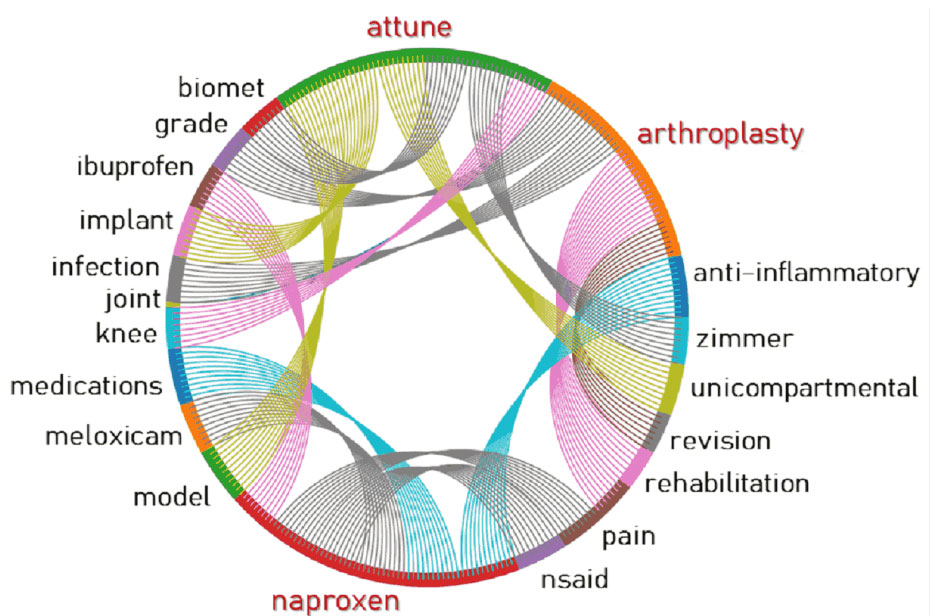 attune
biomet
grade
arthroplasty
ibuprofen
implant
infection
anti-inflammatory
joint
knee
zimmer
medications
unicompartmental
meloxicam
revision
rehabilitation
model
pain
nsaid
naproxen